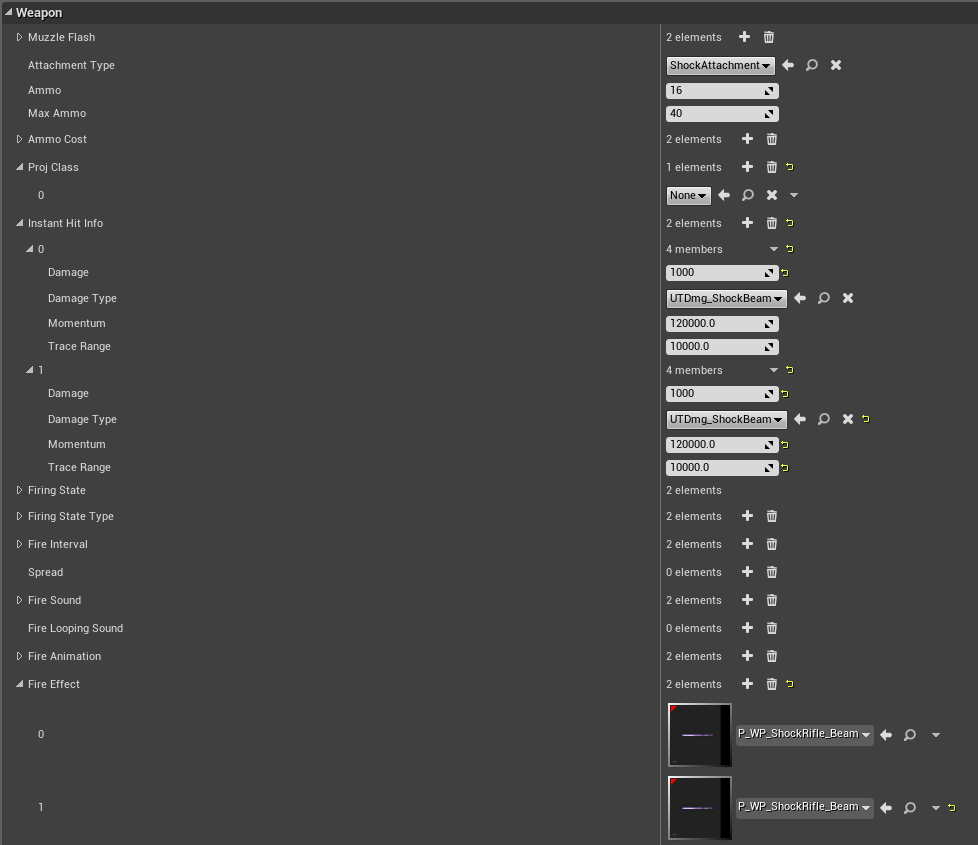 Weapon
Muzzle Flash 2 elements
Attachment Type ShockAttachment
Ammo 16
Max Ammo 40
Ammo Cost 2 elements
Proj Class 1 elements
0 None
Instant Hit Info 2 elements
0 4 members
Damage 1000
Damage Type UTDmg_ShockBeam
Momentum 120000.0
Trace Range 10000.0
1 4 members
Damage 1000
Damage Type UTDmg_ShockBeam
Momentum 120000.0
Trace Range 10000.0
Firing State 2 elements
Firing State Type 2 elements
Fire Interval 2 elements
Spread 0 elements
Fire Sound 2 elements
Fire Looping Sound 0 elements
Fire Animation 2 elements
Fire Effect 2 elements
0 P_WP_ShockRifle_Beam
1 P_WP_ShockRifle_Beam